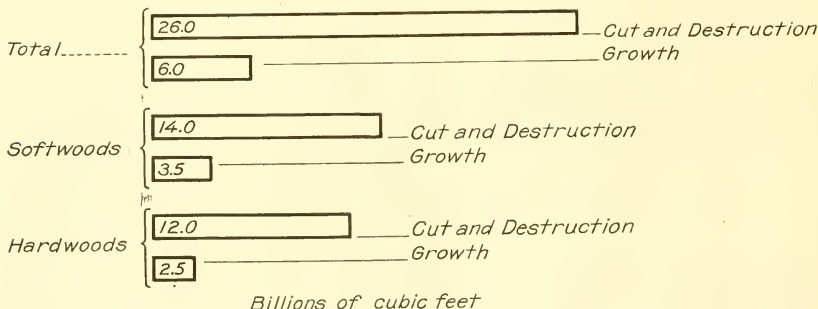 26.0
Cut and Destruction
Total
Growth
6.0
14.0
Cut and Destruction
Softwoods
Growth
3.5
12.0
Cut and Destruction
Hardwoods
Growth
2.5
Billions of cubic feet